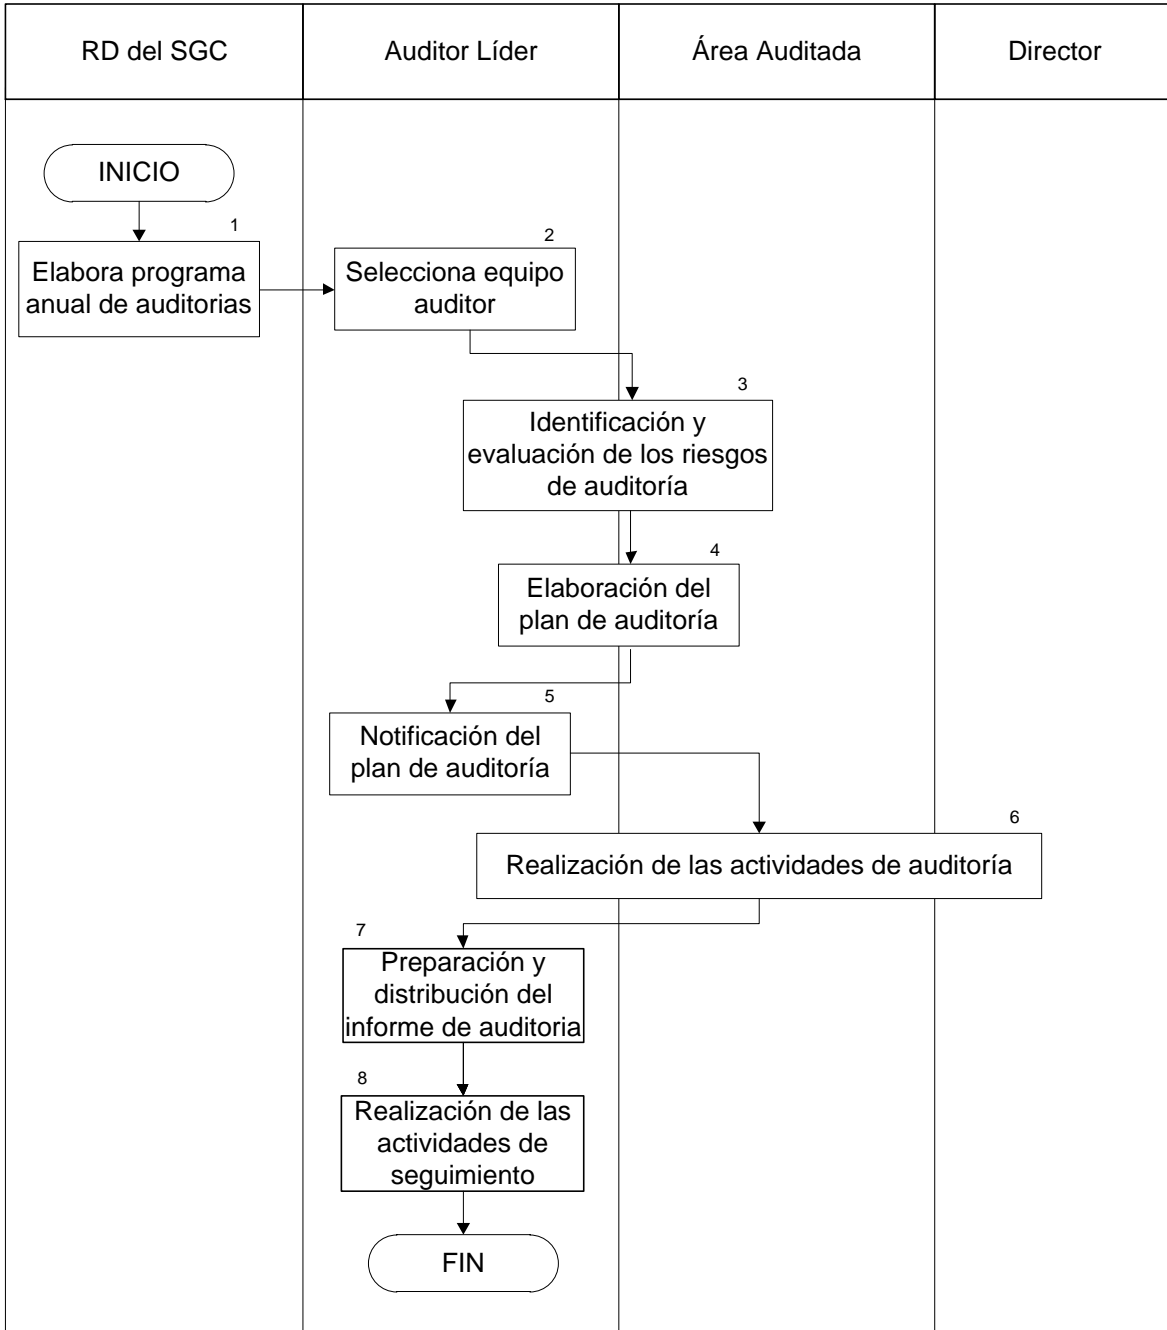 RD del SGC
Auditor Líder
Área Auditada
Director
INICIO
1
Elabora programa
anual de auditorias
2
Selecciona equipo
auditor
3
Identificación y
evaluación de los riesgos
de auditoría
4
Elaboración del
plan de auditoría
5
Notificación del
plan de auditoría
6
Realización de las actividades de auditoría
7
Preparación y
distribución del
informe de auditoria
8
Realización de las
actividades de
seguimiento
FIN